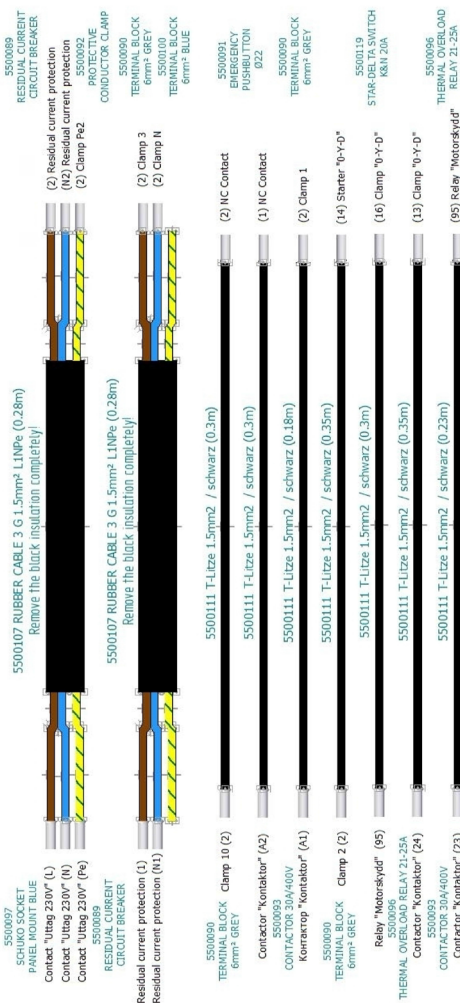 5500089
RESIDUAL CURRENT
CIRCUIT BREAKER
(2) Residual current protection
(N2) Residual current protection
5500092
PROTECTIVE
CONDUCTOR CLAMP
(2) Clamp Pe2
5500090
TERMINAL BLOCK
6mm² GREY
(2) Clamp 3
5500100
TERMINAL BLOCK
6mm² BLUE
(2) Clamp N
5500091
EMERGENCY
PUSHBUTTON
Ø22
(2) NC Contact
(1) NC Contact
5500090
TERMINAL BLOCK
6mm² GREY
(2) Clamp 1
(14) Starter "0-Y-D"
5500119
STAR-DELTA SWITCH
K&N 20A
(16) Clamp "0-Y-D"
(13) Clamp "0-Y-D"
5500096
THERMAL OVERLOAD
RELAY 21-25A
(95) Relay "Motorskydd"
5500107 RUBBER CABLE 3 G 1.5mm² L1NPe (0.28m)
Remove the black insulation completely!
5500107 RUBBER CABLE 3 G 1.5mm² L1NPe (0.28m)
Remove the black insulation completely!
5500111 T-Litze 1.5mm2 / schwarz (0.3m)
5500111 T-Litze 1.5mm2 / schwarz (0.3m)
5500111 T-Litze 1.5mm2 / schwarz (0.18m)
5500111 T-Litze 1.5mm2 / schwarz (0.35m)
5500111 T-Litze 1.5mm2 / schwarz (0.3m)
5500111 T-Litze 1.5mm2 / schwarz (0.35m)
5500111 T-Litze 1.5mm2 / schwarz (0.23m)
5500097
SCHUKO SOCKET
PANEL MOUNT BLUE
Contact "Uttag 230V" (L)
Contact "Uttag 230V" (N)
Contact "Uttag 230V" (Pe)
5500089
RESIDUAL CURRENT
CIRCUIT BREAKER
Residual current protection (1)
Residual current protection (N1)
5500090
TERMINAL BLOCK
6mm² GREY
Clamp 10 (2)
Contactor "Kontaktor" (A2)
5500093
CONTACTOR 30A/400V
Контактор "Kontaktor" (A1)
5500090
TERMINAL BLOCK
6mm² GREY
Clamp 2 (2)
Relay "Motorskydd" (95)
5500096
THERMAL OVERLOAD RELAY 21-25A
Contactor "Kontaktor" (24)
5500093
CONTACTOR 30A/400V
Contactor "Kontaktor" (23)